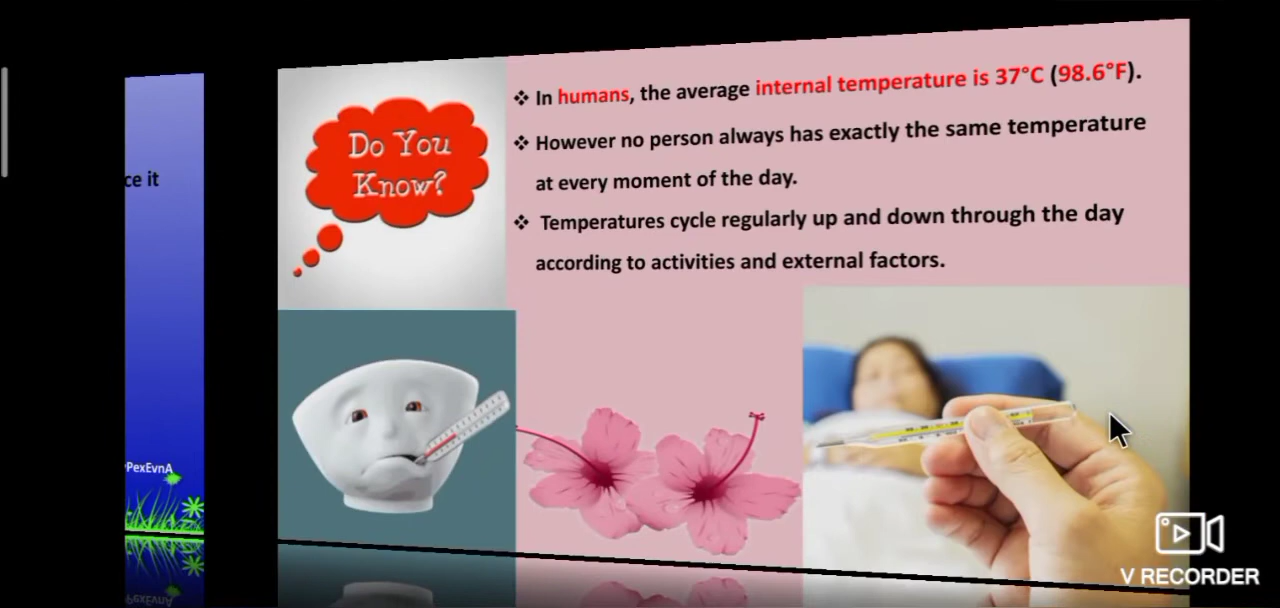 ce it
PexEvnA
Do You
Know?
❖ In humans, the average internal temperature is 37°C (98.6°F).
❖ However no person always has exactly the same temperature
at every moment of the day.
❖ Temperatures cycle regularly up and down through the day
according to activities and external factors.
V RECORDER